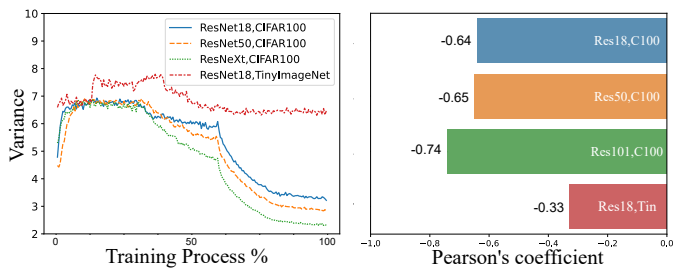 ResNet18,CIFAR100
ResNet50,CIFAR100
ResNeXt,CIFAR100
ResNet18,TinyImageNet
10
9
8
7
6
5
4
3
2
Variance
0
50
100
Training Process %
-0.64
Res18,C100
-0.65
Res50,C100
-0.74
Res101,C100
-0.33
Res18,Tin
-1,0
-0,8
-0,6
-0,4
-0,2
0,0
Pearson's coefficient